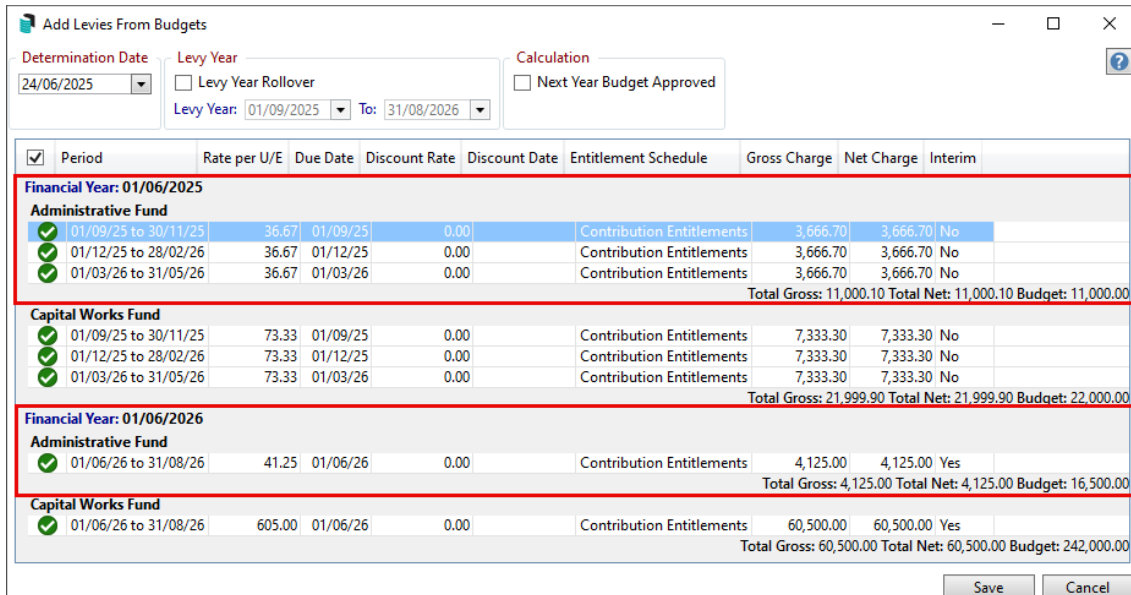 Add Levies From Budgets
Determination Date Levy Year Calculation
24/06/2025 Levy Year Rollover Next Year Budget Approved
Levy Year: 01/09/2025 To: 31/08/2026
Period Rate per U/E Due Date Discount Rate Discount Date Entitlement Schedule Gross Charge Net Charge Interim
Financial Year: 01/06/2025
Administrative Fund
01/09/25 to 30/11/25 36.67 01/09/25 0.00 Contribution Entitlements 3,666.70 3,666.70 No
01/12/25 to 28/02/26 36.67 01/12/25 0.00 Contribution Entitlements 3,666.70 3,666.70 No
01/03/26 to 31/05/26 36.67 01/03/26 0.00 Contribution Entitlements 3,666.70 3,666.70 No
Total Gross: 11,000.10 Total Net: 11,000.10 Budget: 11,000.00
Capital Works Fund
01/09/25 to 30/11/25 73.33 01/09/25 0.00 Contribution Entitlements 7,333.30 7,333.30 No
01/12/25 to 28/02/26 73.33 01/12/25 0.00 Contribution Entitlements 7,333.30 7,333.30 No
01/03/26 to 31/05/26 73.33 01/03/26 0.00 Contribution Entitlements 7,333.30 7,333.30 No
Total Gross: 21,999.90 Total Net: 21,999.90 Budget: 22,000.00
Financial Year: 01/06/2026
Administrative Fund
01/06/26 to 31/08/26 41.25 01/06/26 0.00 Contribution Entitlements 4,125.00 4,125.00 Yes
Total Gross: 4,125.00 Total Net: 4,125.00 Budget: 16,500.00
Capital Works Fund
01/06/26 to 31/08/26 605.00 01/06/26 0.00 Contribution Entitlements 60,500.00 60,500.00 Yes
Total Gross: 60,500.00 Total Net: 60,500.00 Budget: 242,000.00
Save Cancel